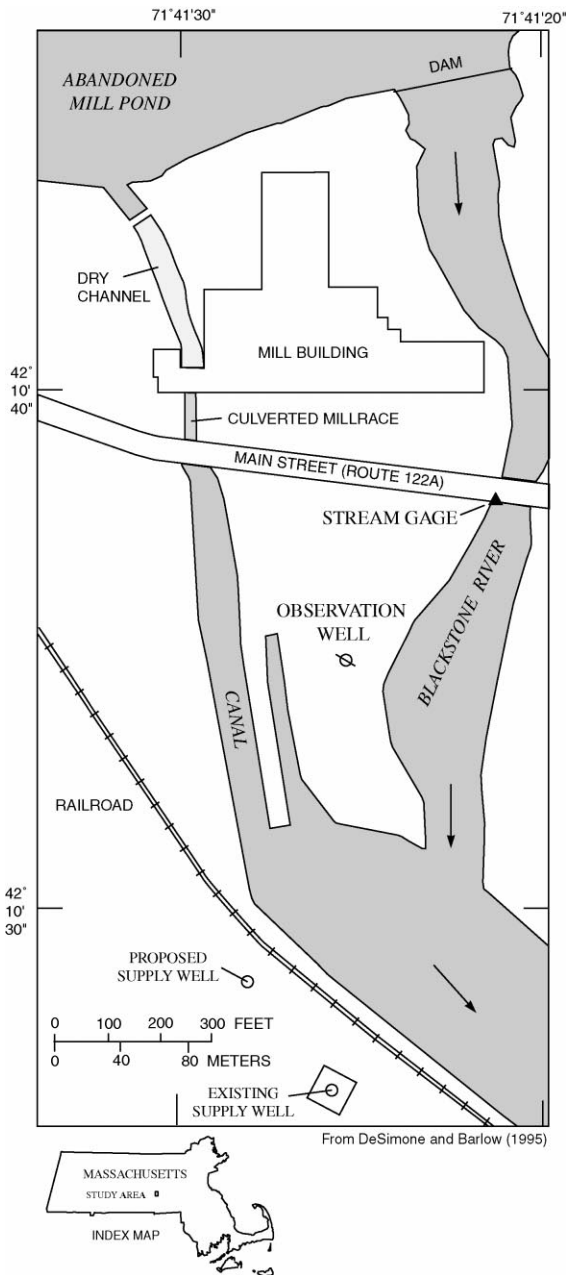 71°41'30"
71°41'20"
ABANDONED
MILL POND
DAM
DRY
CHANNEL
MILL BUILDING
42°
10'
40"
CULVERTED MILLRACE
MAIN STREET (ROUTE 122A)
STREAM GAGE
OBSERVATION
WELL
BLACKSTONE RIVER
CANAL
RAILROAD
42°
10'
30"
PROPOSED
SUPPLY WELL
0 100 200 300 FEET
0 40 80 METERS
EXISTING
SUPPLY WELL
From DeSimone and Barlow (1995)
MASSACHUSETTS
STUDY AREA
INDEX MAP